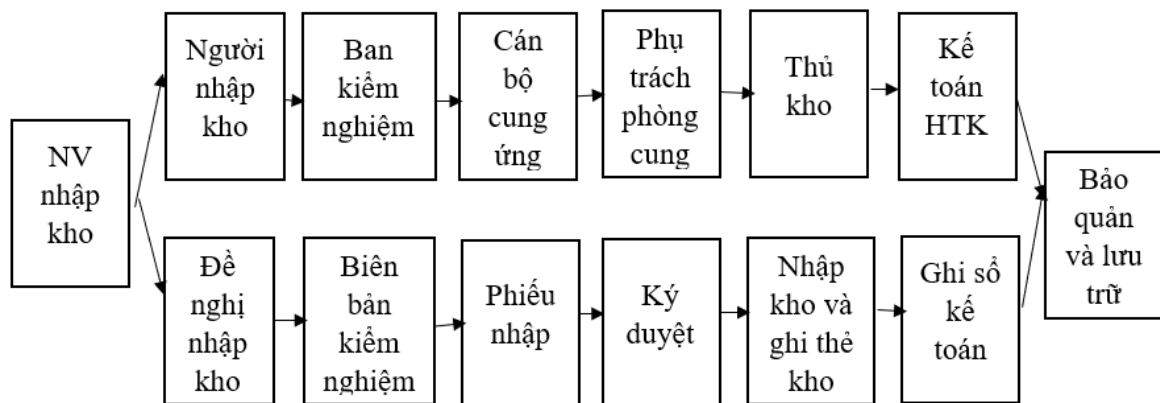 NV
nhập
kho
Người
nhập
kho
Ban
kiểm
nghiệm
Cán
bộ
cung
ứng
Phụ
trách
phòng
cung
Thủ
kho
Kế
toán
HTK
Đề
nghị
nhập
kho
Biên
bản
kiểm
nghiệm
Phiếu
nhập
Ký
duyệt
Nhập
kho và
ghi thẻ
kho
Ghi sổ
kế
toán
Bảo
quản
và lưu
trữ